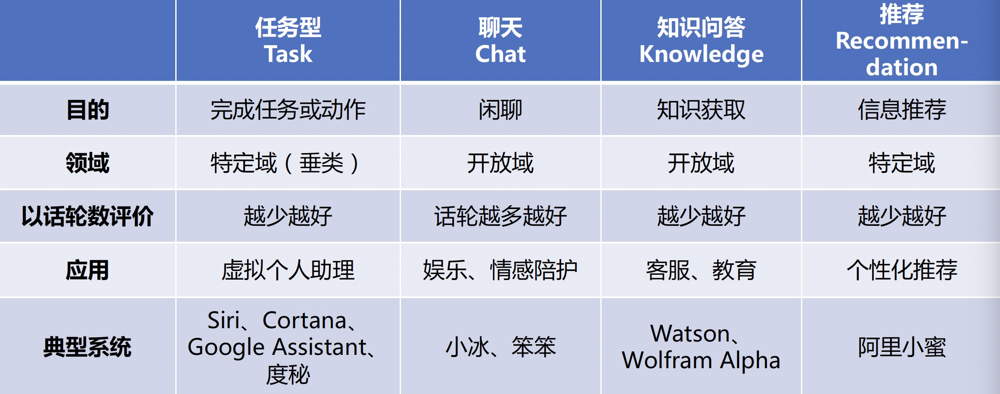 任务型
Task
聊天
Chat
知识问答
Knowledge
推荐
Recommen-
dation
目的
完成任务或动作
闲聊
知识获取
信息推荐
领域
特定域（垂类）
开放域
开放域
特定域
以话轮数评价
越少越好
话轮越多越好
越少越好
越少越好
应用
虚拟个人助理
娱乐、情感陪护
客服、教育
个性化推荐
典型系统
Siri、Cortana、
Google Assistant、
度秘
小冰、笨笨
Watson、
Wolfram Alpha
阿里小蜜